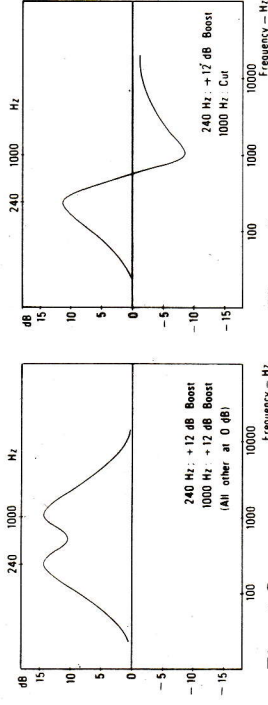 240 1000 Hz
dB
15
10
5
0
- 5
- 10
- 15
240 Hz : +12 dB Boost
1000 Hz : +12 dB Boost
(All other at 0 dB)
100 1000 10000
Frequency – Hz
240 1000 Hz
dB
15
10
5
0
- 5
- 10
- 15
240 Hz : +12 dB Boost
1000 Hz : Cut
100 1000 10000
Frequency – Hz